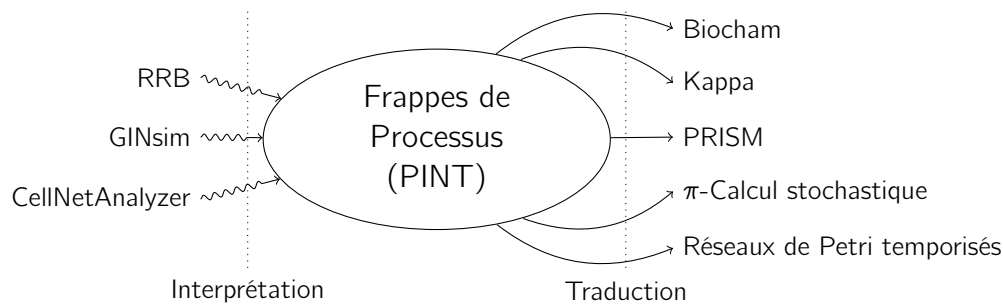 RRB
GINsim
CellNetAnalyzer
Interprétation
Frappes de
Processus
(PINT)
Biocham
Kappa
PRISM
π-Calcul stochastique
Réseaux de Petri temporisés
Traduction